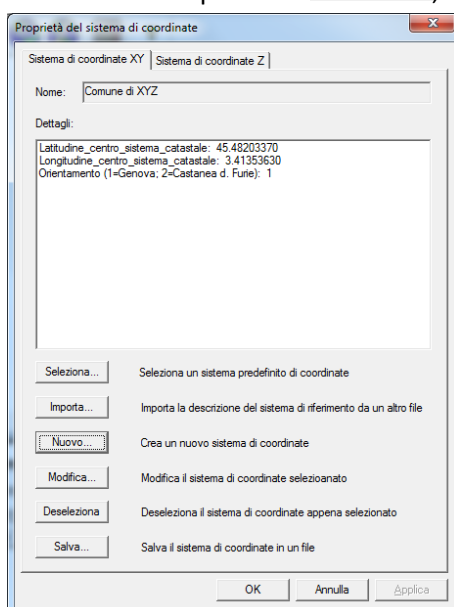 Proprietà del sistema di coordinate
Sistema di coordinate XY Sistema di coordinate Z
Nome: Comune di XYZ
Dettagli:
Latitudine_centro_sistema_catastale: 45.48203370
Longitudine_centro_sistema_catastale: 3.41353630
Orientamento (1=Genova; 2=Castanea d. Furie): 1
Seleziona... Seleziona un sistema predefinito di coordinate
Importa... Importa la descrizione del sistema di riferimento da un altro file
Nuovo... Crea un nuovo sistema di coordinate
Modifica... Modifica il sistema di coordinate selezioanato
Deseleziona Deseleziona il sistema di coordinate appena selezionato
Salva... Salva il sistema di coordinate in un file
OK Annulla Applica